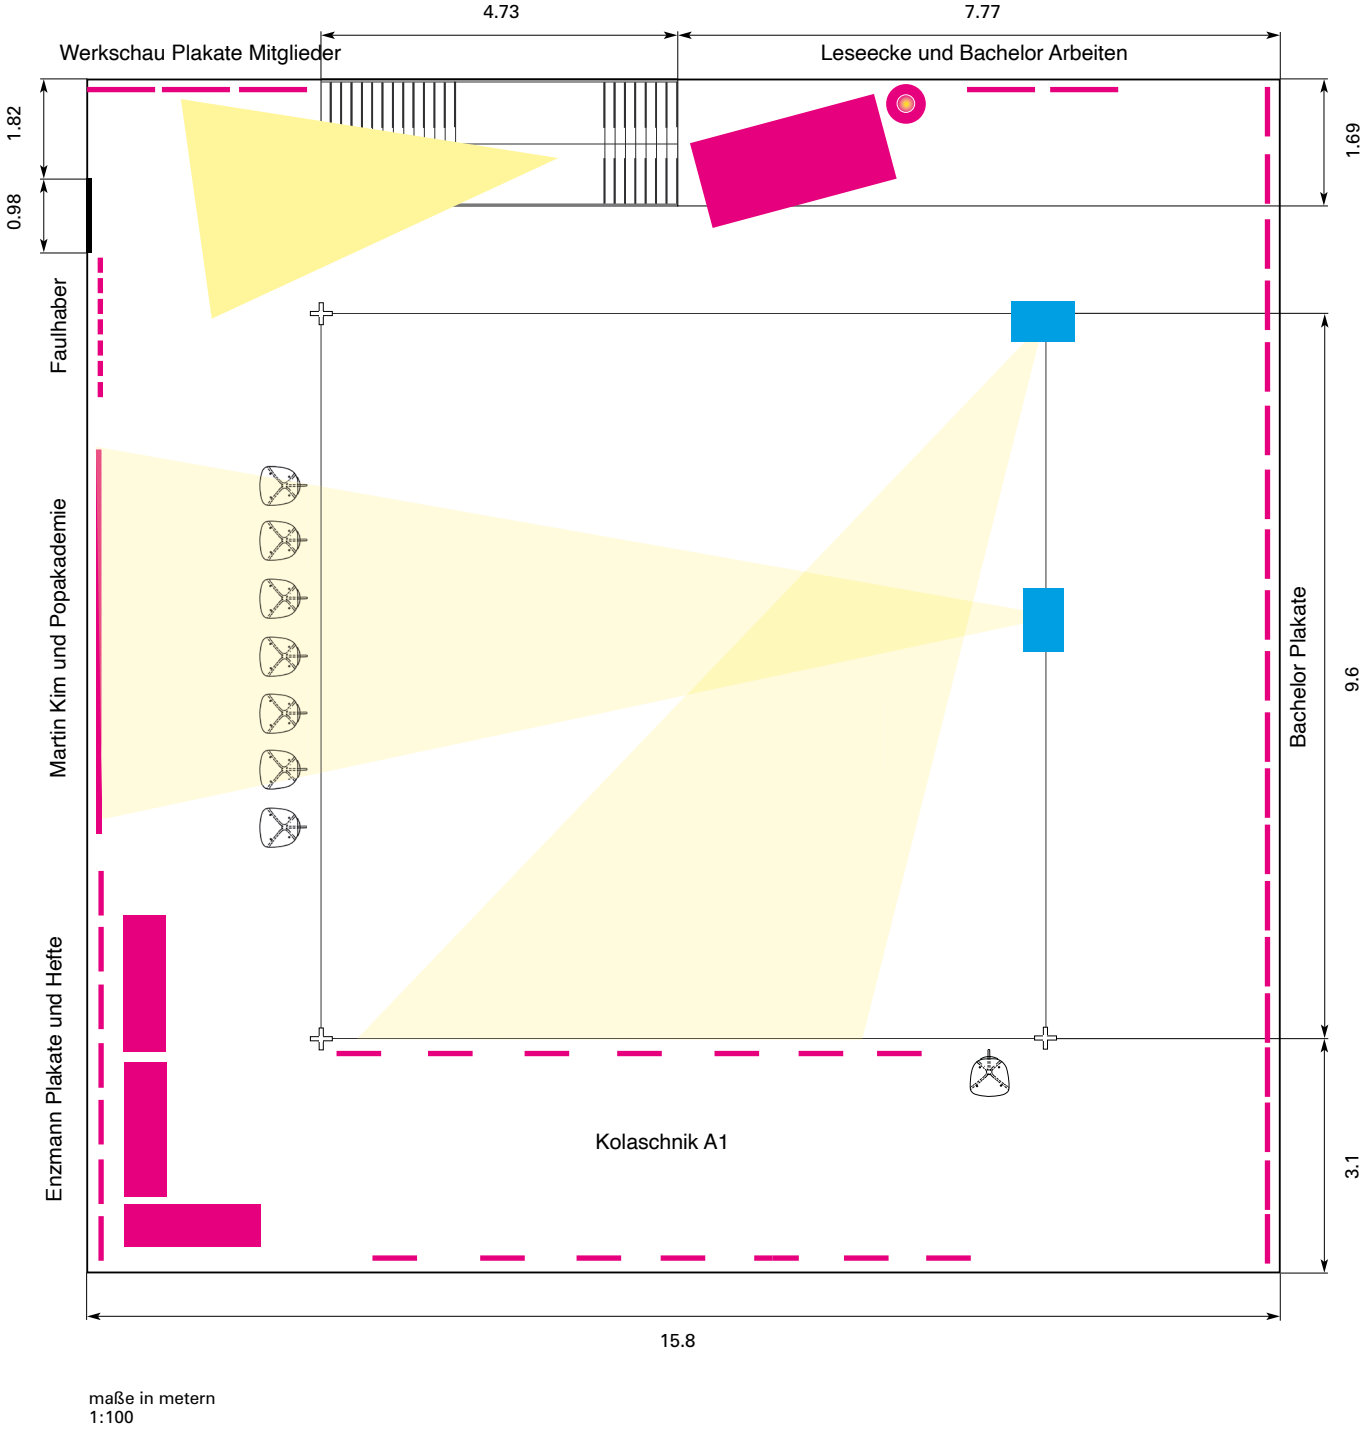 4.73
7.77
Werkschau Plakate Mitglieder
Leseecke und Bachelor Arbeiten
1.82
1.69
0.98
Faulhaber
Martin Kim und Popakademie
Bachelor Plakate
9.6
Enzmann Plakate und Hefte
Kolaschnik A1
3.1
15.8
maße in metern
1:100